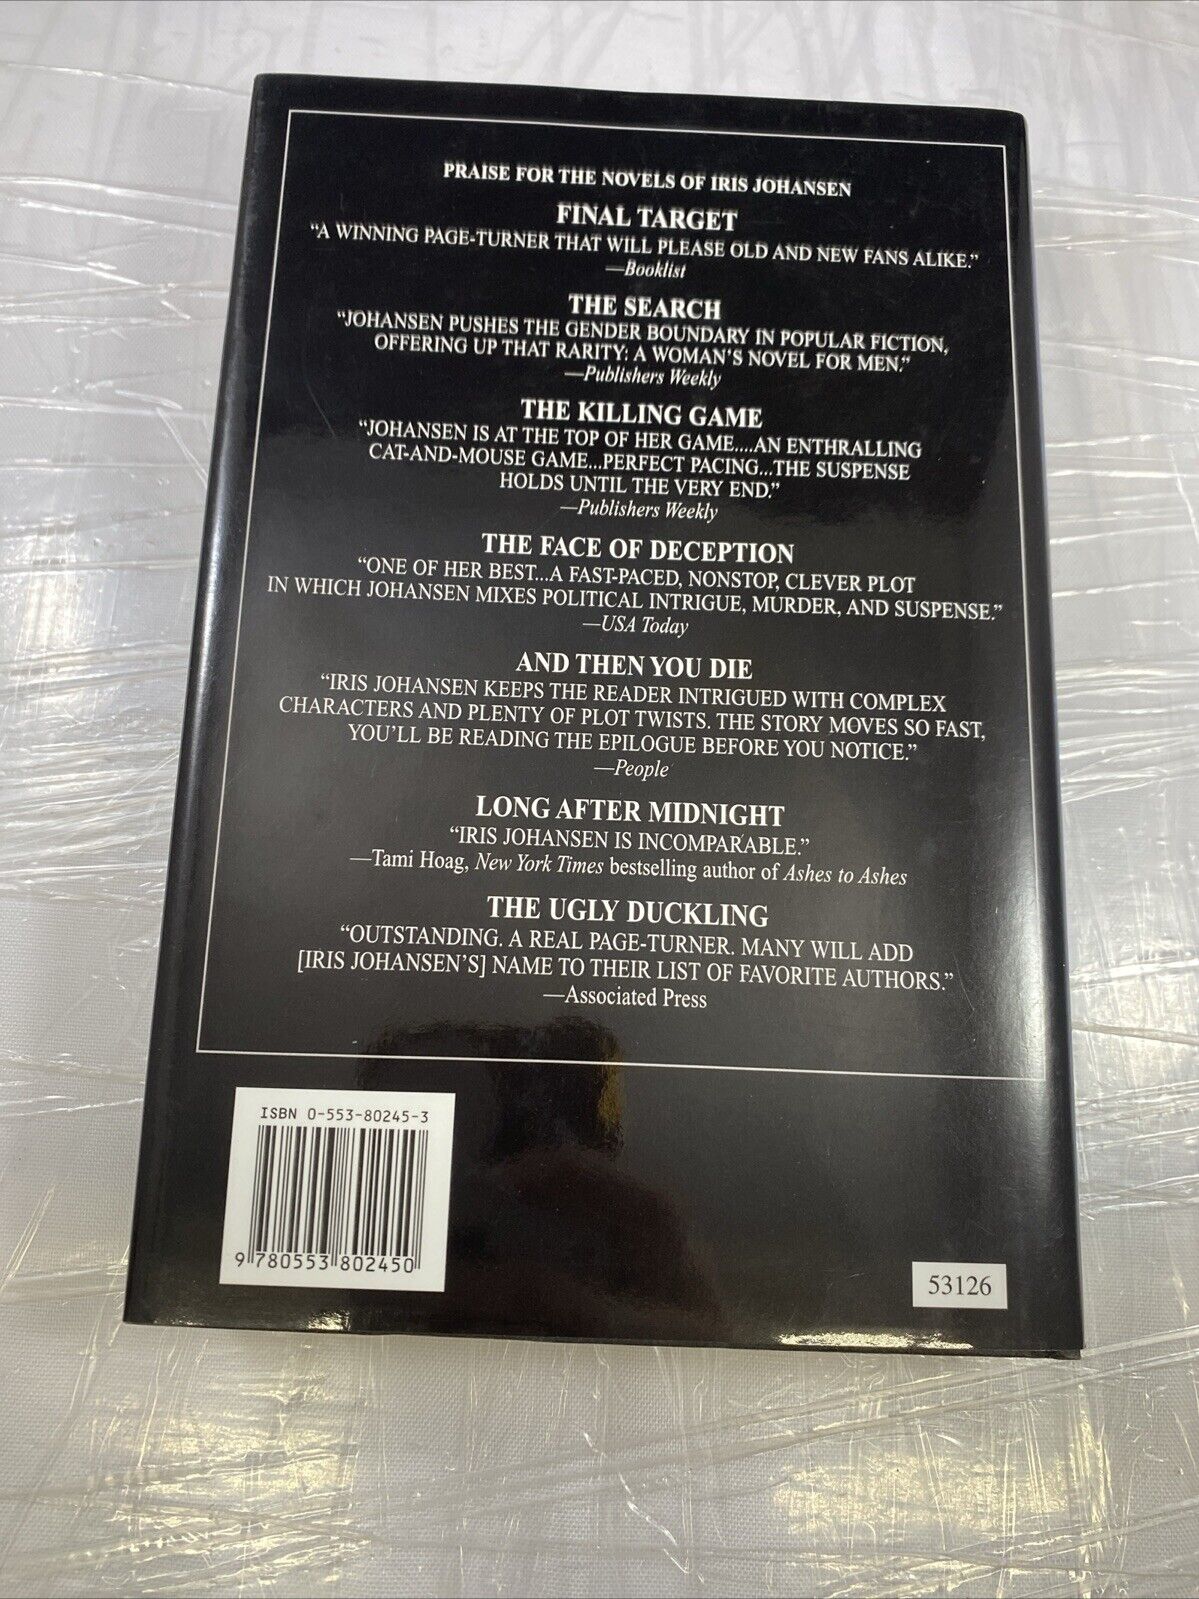 PRAISE FOR THE NOVELS OF IRIS JOHANSEN
FINAL TARGET
“A WINNING PAGE-TURNER THAT WILL PLEASE OLD AND NEW FANS ALIKE.”
—Booklist
THE SEARCH
“JOHANSEN PUSHES THE GENDER BOUNDARY IN POPULAR FICTION,
OFFERING UP THAT RARITY: A WOMAN’S NOVEL FOR MEN.”
—Publishers Weekly
THE KILLING GAME
“JOHANSEN IS AT THE TOP OF HER GAME....AN ENTHRALLING
CAT-AND-MOUSE GAME...PERFECT PACING...THE SUSPENSE
HOLDS UNTIL THE VERY END.”
—Publishers Weekly
THE FACE OF DECEPTION
“ONE OF HER BEST...A FAST-PACED, NONSTOP, CLEVER PLOT
IN WHICH JOHANSEN MIXES POLITICAL INTRIGUE, MURDER, AND SUSPENSE.”
—USA Today
AND THEN YOU DIE
“IRIS JOHANSEN KEEPS THE READER INTRIGUED WITH COMPLEX
CHARACTERS AND PLENTY OF PLOT TWISTS. THE STORY MOVES SO FAST,
YOU’LL BE READING THE EPILOGUE BEFORE YOU NOTICE.”
—People
LONG AFTER MIDNIGHT
“IRIS JOHANSEN IS INCOMPARABLE.”
—Tami Hoag, New York Times bestselling author of Ashes to Ashes
THE UGLY DUCKLING
“OUTSTANDING. A REAL PAGE-TURNER. MANY WILL ADD
[IRIS JOHANSEN’S] NAME TO THEIR LIST OF FAVORITE AUTHORS.”
—Associated Press
ISBN 0-553-80245-3
9 780553 802450
53126